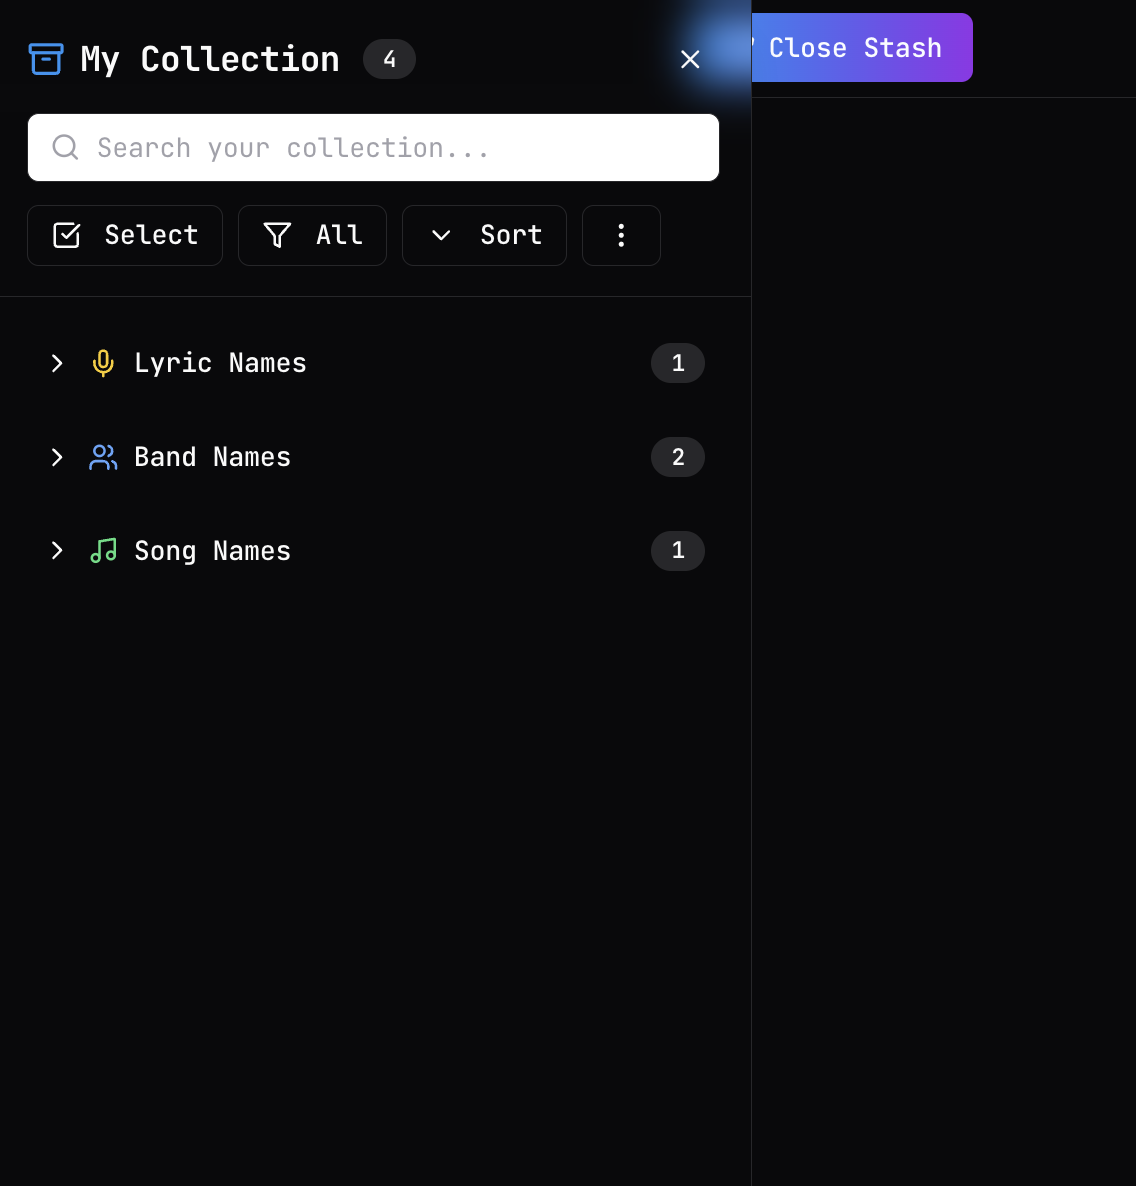 My Collection 4
Close Stash
Search your collection...
Select All Sort
Lyric Names 1
Band Names 2
Song Names 1